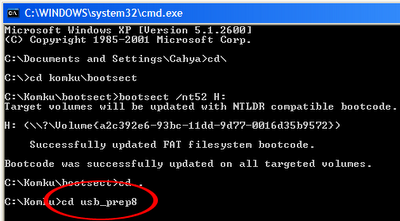 C:\WINDOWS\system32\cmd.exe
Microsoft Windows XP [Version 5.1.2600]
(C) Copyright 1985-2001 Microsoft Corp.
C:\Documents and Settings\Cahya>cd\
C:\>cd komku\bootsect
C:\Komku\bootsect>bootsect /nt52 H:
Target volumes will be updated with NTLDR compatible bootcode.
H: (\\?\Volume{a2c392e6-93bc-11dd-9d77-0016d35b9572})
Successfully updated FAT filesystem bootcode.
Bootcode was successfully updated on all targeted volumes.
C:\Komku\bootsect>cd ..
C:\Komku>cd usb_prep8